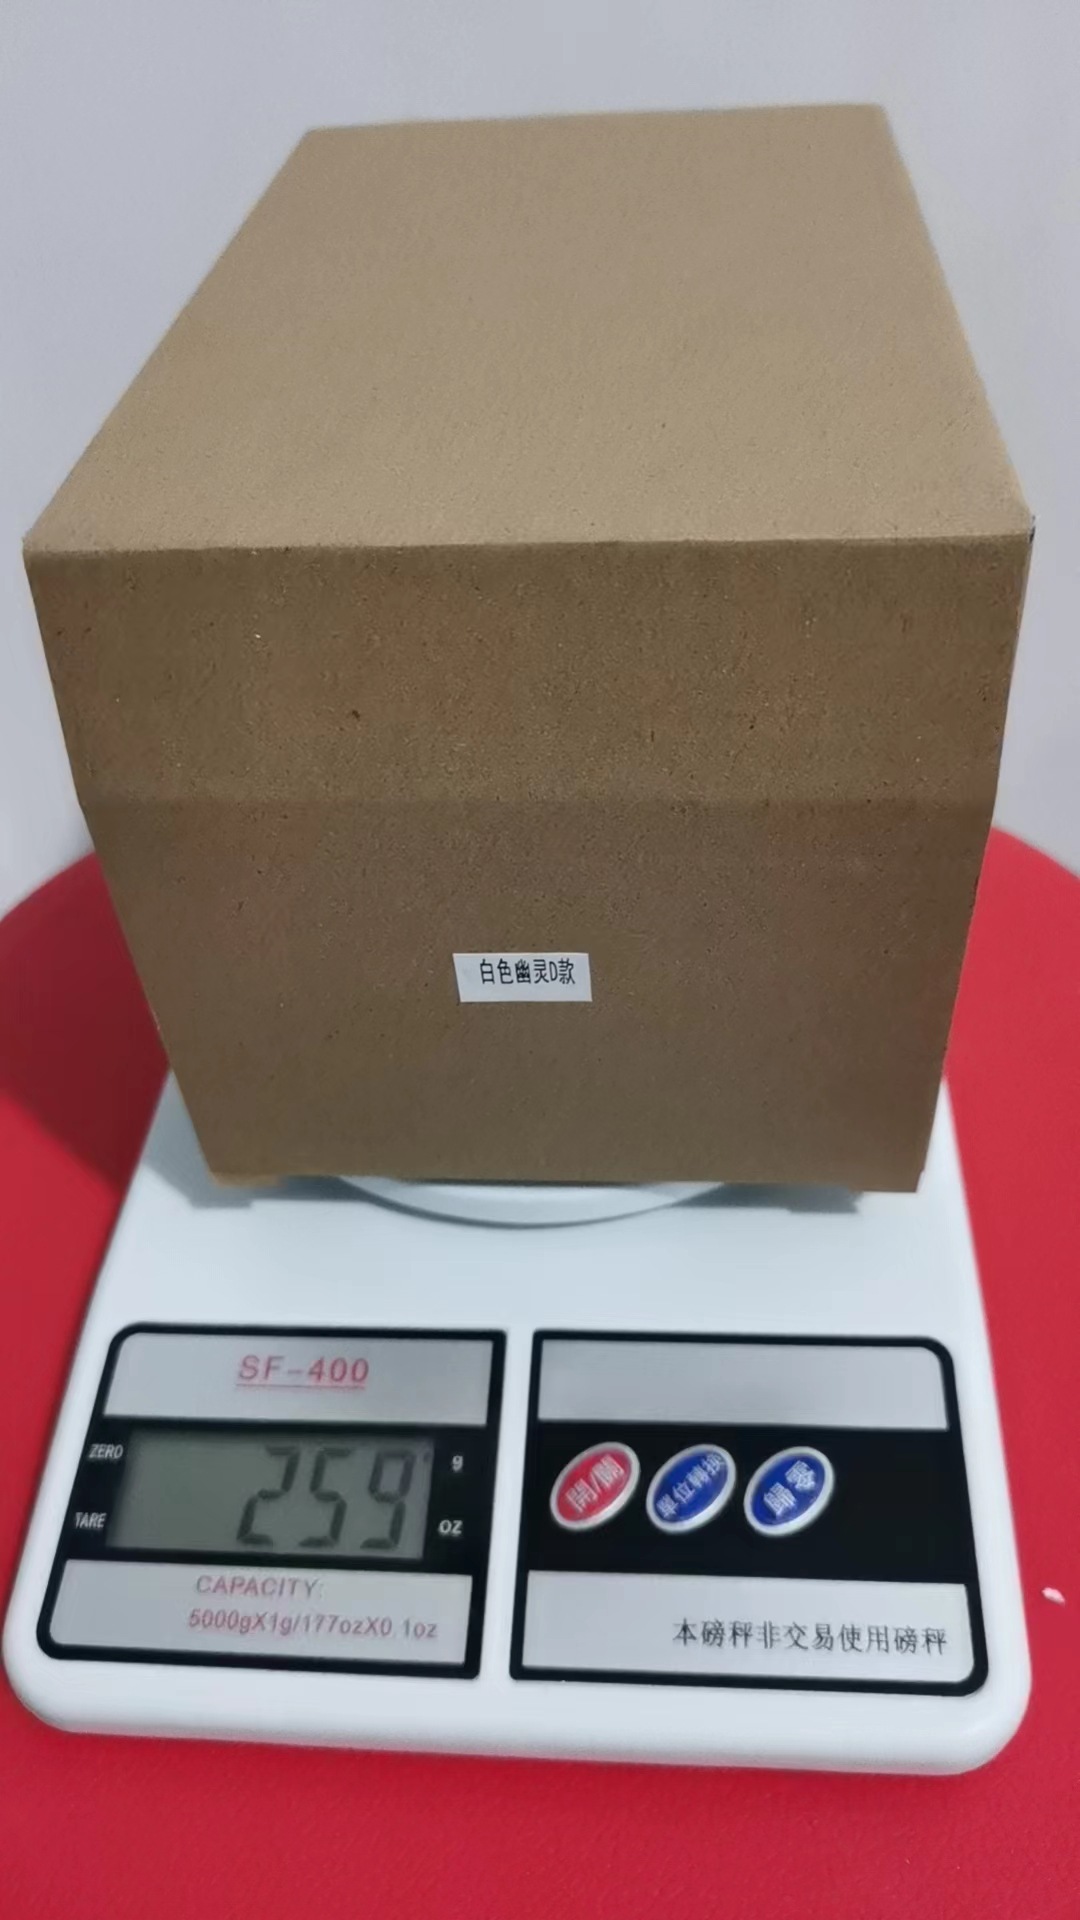 白色幽灵D款
SF-400
ZERO
TARE
259
g
oz
CAPACITY:
5000gX1g/177ozX0.1oz
開/關
單位轉換
歸零
本磅秤非交易使用磅秤